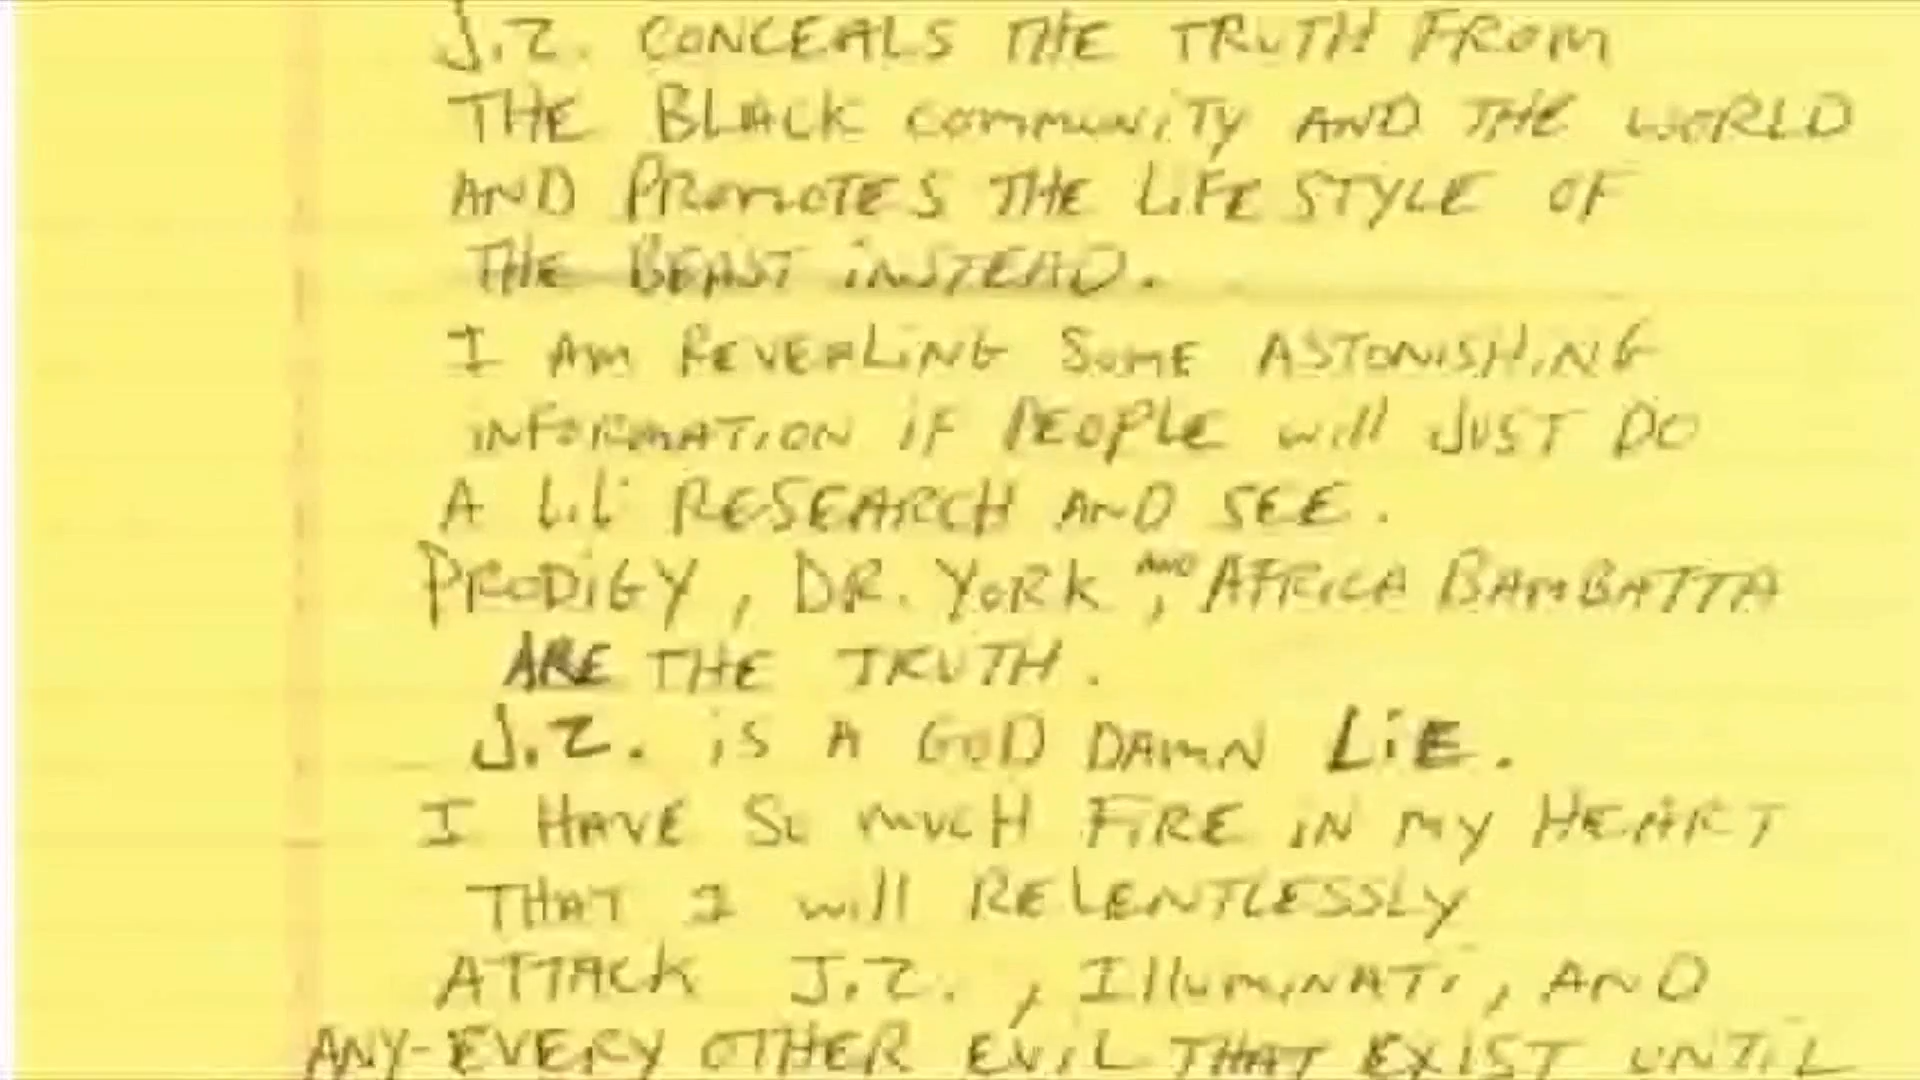 J.Z. CONCEALS THE TRUTH FROM
THE BLACK COMMUNITY AND THE WORLD
AND PROMOTES THE LIFE STYLE OF
THE BEAST INSTEAD.
I AM REVEALING SOME ASTONISHING
INFORMATION IF PEOPLE will JUST DO
A LiL' RESEARCH AND SEE.
PRODIGY, DR. YORK, AND AFRICA BAMBATTA
ARE THE TRUTH.
J.Z. iS A GOD DAMN LiE.
I HAVE SO MUCH FIRE IN MY HEART
THAT I will RELENTLESSLY
ATTACK J.Z., ILLUMINATI, AND
ANY-EVERY OTHER EVIL THAT EXIST UNTIL